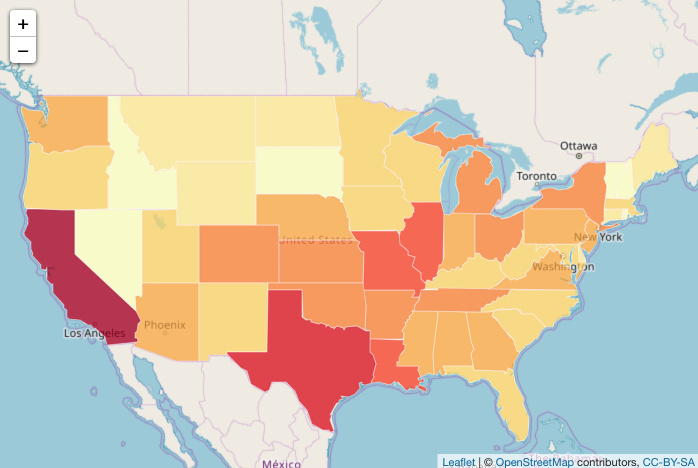 +
−
Ottawa
Toronto
United States
New York
Washington
Phoenix
Los Angeles
México
Leaflet | © OpenStreetMap contributors, CC-BY-SA